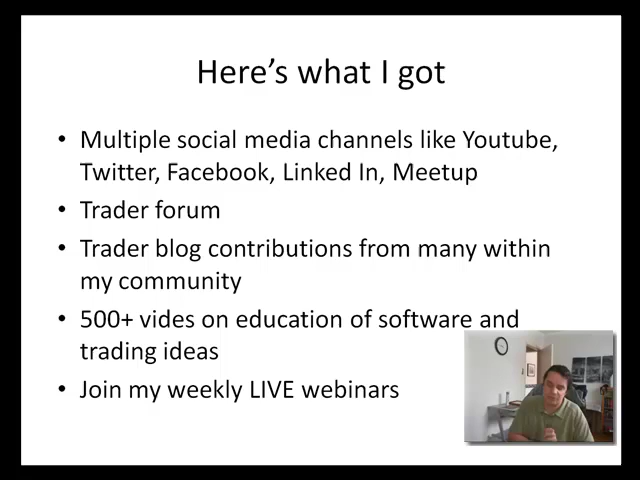 Here's what I got
• Multiple social media channels like Youtube,
Twitter, Facebook, Linked In, Meetup
• Trader forum
• Trader blog contributions from many within
my community
• 500+ vides on education of software and
trading ideas
• Join my weekly LIVE webinars